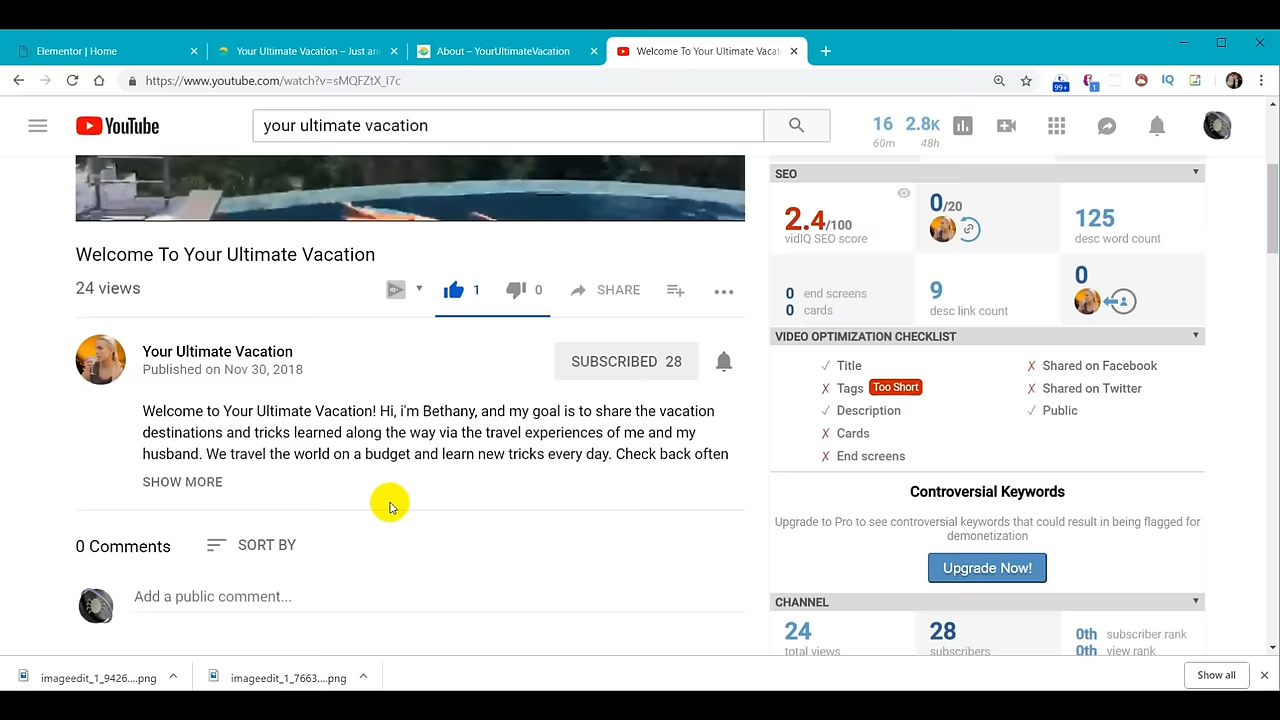 Elementor | Home
Your Ultimate Vacation – Just an
About – YourUltimateVacation
Welcome To Your Ultimate Vacat
https://www.youtube.com/watch?v=sMQFZtX_l7c
99+
1
IQ
YouTube
your ultimate vacation
16
60m
2.8K
48h
SEO
2.4/100
vidIQ SEO score
0/20
125
desc word count
0 end screens
0 cards
9
desc link count
0
Welcome To Your Ultimate Vacation
24 views
1
0
SHARE
Your Ultimate Vacation
Published on Nov 30, 2018
SUBSCRIBED 28
Welcome to Your Ultimate Vacation! Hi, i'm Bethany, and my goal is to share the vacation
destinations and tricks learned along the way via the travel experiences of me and my
husband. We travel the world on a budget and learn new tricks every day. Check back often
SHOW MORE
0 Comments
SORT BY
Add a public comment...
VIDEO OPTIMIZATION CHECKLIST
Title
Tags Too Short
Description
Cards
End screens
Shared on Facebook
Shared on Twitter
Public
Controversial Keywords
Upgrade to Pro to see controversial keywords that could result in being flagged for
demonetization
Upgrade Now!
CHANNEL
24
total views
28
subscribers
0th subscriber rank
0th view rank
imageedit_1_9426....png
imageedit_1_7663....png
Show all